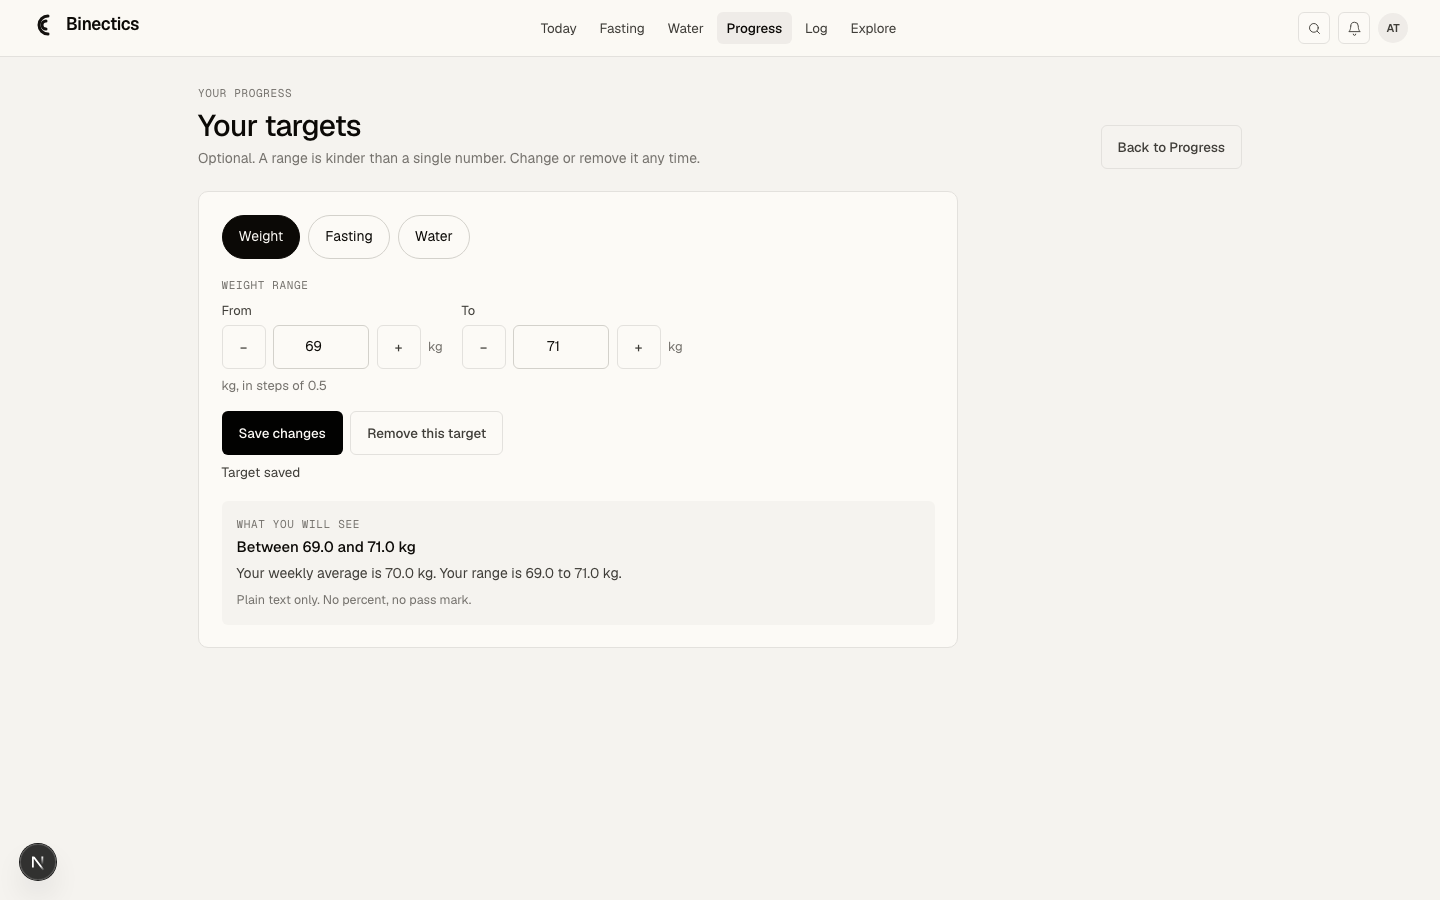 Binectics
Today Fasting Water Progress Log Explore
AT
YOUR PROGRESS
Your targets
Optional. A range is kinder than a single number. Change or remove it any time.
Back to Progress
Weight Fasting Water
WEIGHT RANGE
From To
− 69 + kg − 71 + kg
kg, in steps of 0.5
Save changes Remove this target
Target saved
WHAT YOU WILL SEE
Between 69.0 and 71.0 kg
Your weekly average is 70.0 kg. Your range is 69.0 to 71.0 kg.
Plain text only. No percent, no pass mark.
N